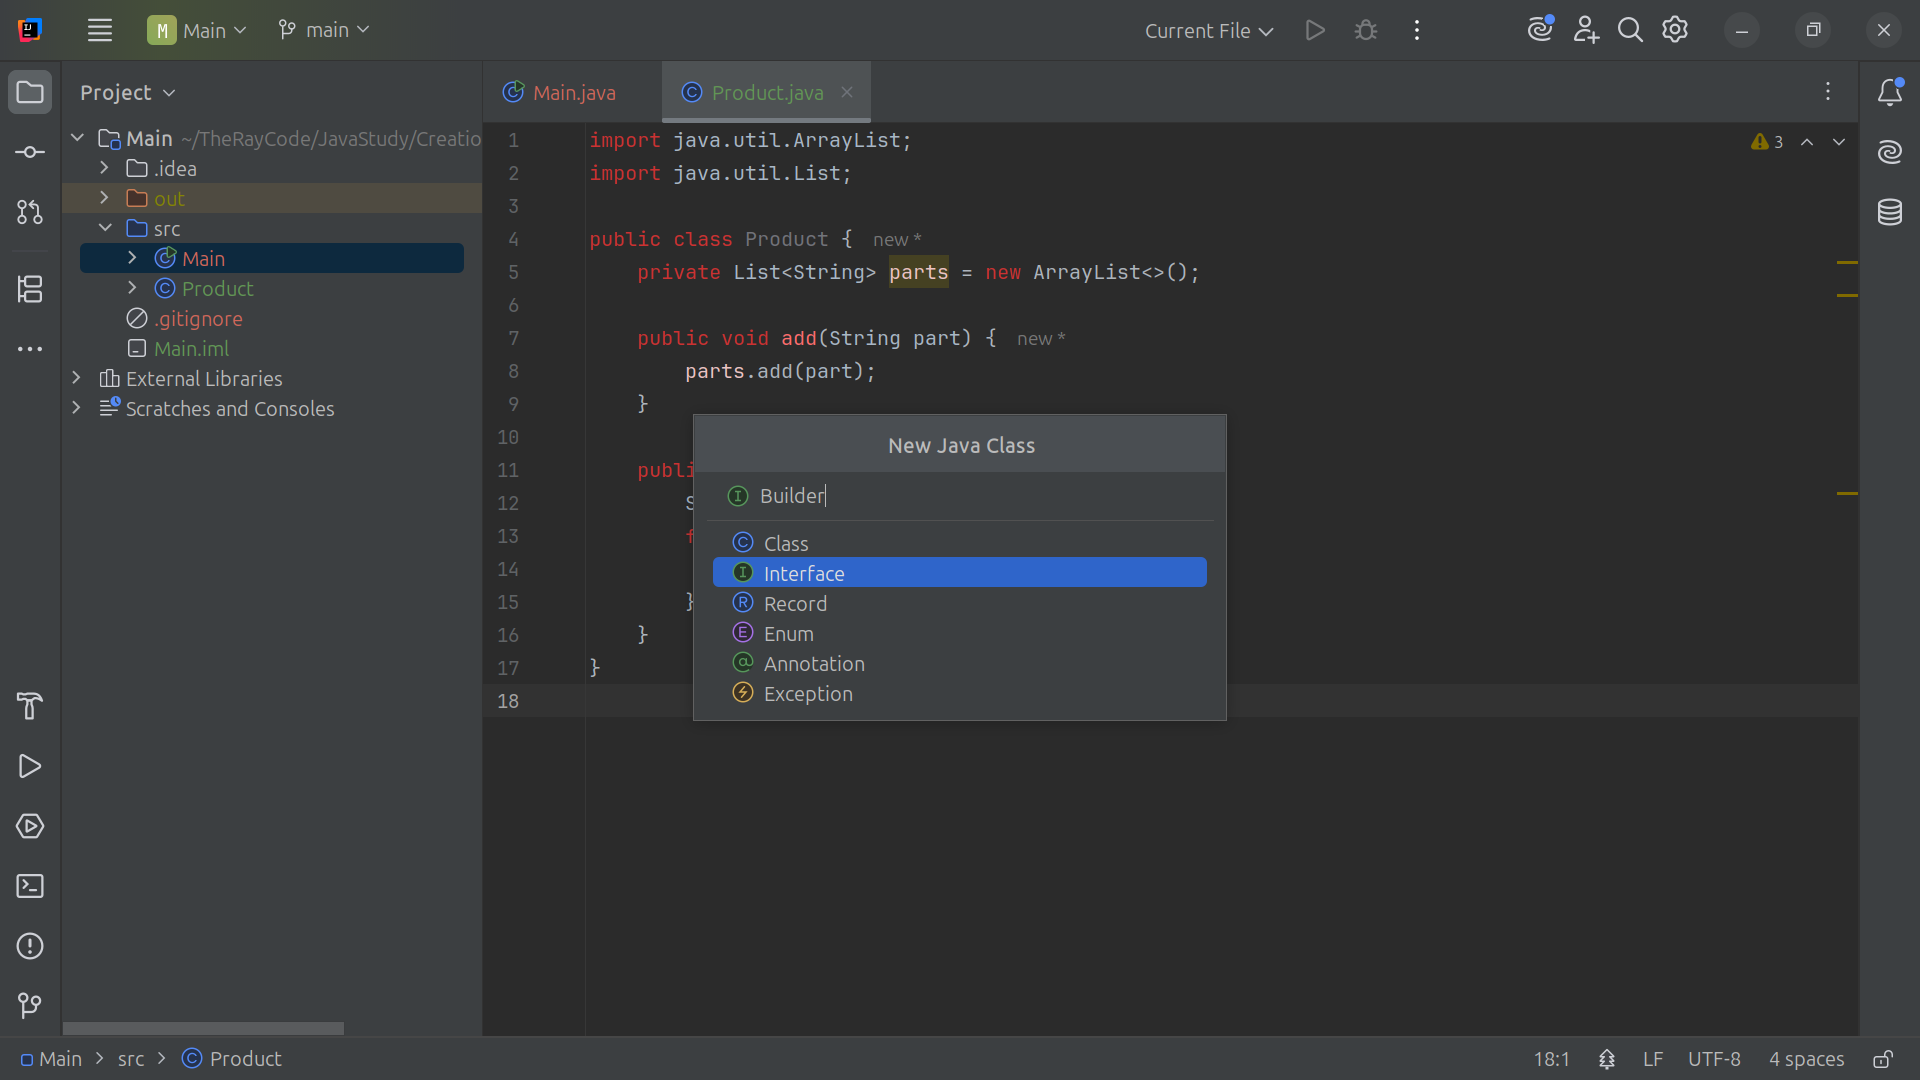 M Main main Current File
Project
Main ~/TheRayCode/JavaStudy/Creatio
.idea
out
src
Main
Product
.gitignore
Main.iml
External Libraries
Scratches and Consoles
Main.java Product.java
3
1 import java.util.ArrayList;
2 import java.util.List;
3
4 public class Product { new *
5 private List<String> parts = new ArrayList<>();
6
7 public void add(String part) { new *
8 parts.add(part);
9 }
10
11 publi
12 S
13 f
14
15 }
16 }
17 }
18
New Java Class
Builder
Class
Interface
Record
Enum
Annotation
Exception
Main > src > Product
18:1 LF UTF-8 4 spaces